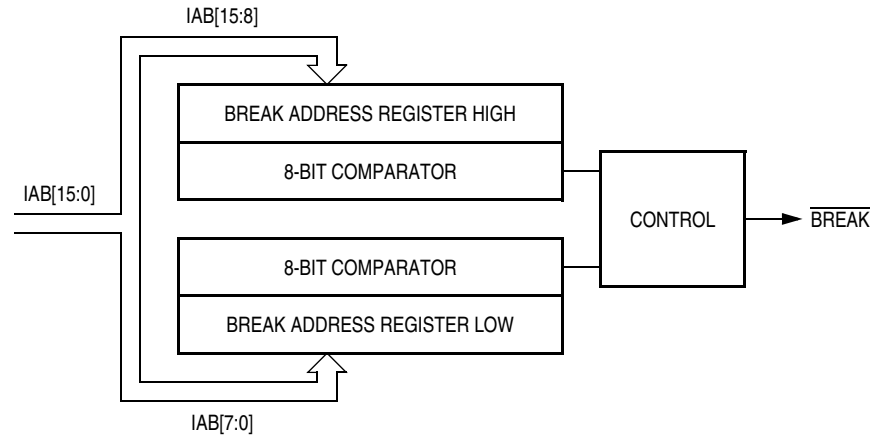 IAB[15:8]
BREAK ADDRESS REGISTER HIGH
8-BIT COMPARATOR
IAB[15:0]
CONTROL
BREAK
8-BIT COMPARATOR
BREAK ADDRESS REGISTER LOW
IAB[7:0]